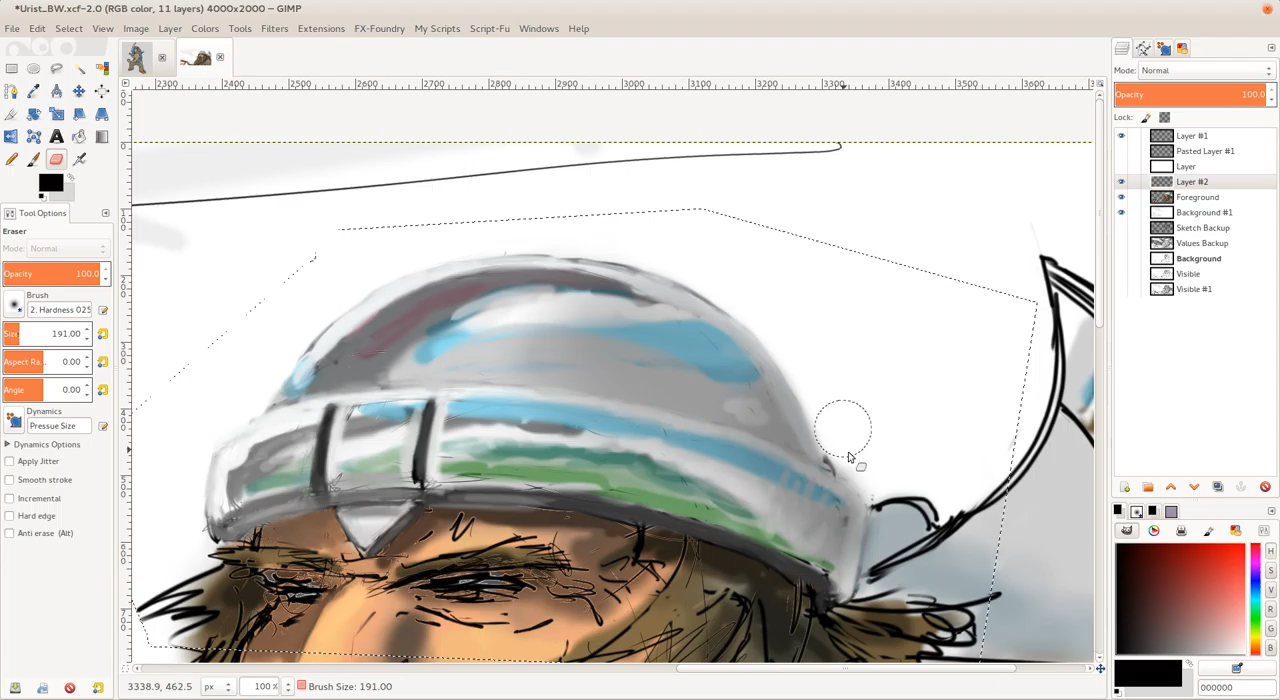 *Urist_BW.xcf-2.0 (RGB color, 11 layers) 4000x2000 – GIMP
File Edit Select View Image Layer Colors Tools Filters Extensions FX-Foundry My Scripts Script-Fu Windows Help
2300 2400 2500 2600 2700 2800 2900 3000 3100 3200 3300 3400 3500 3600
Mode: Normal
Opacity 100.0
Lock:
Layer #1
Pasted Layer #1
Layer
Layer #2
Foreground
Background #1
Sketch Backup
Values Backup
Background
Visible
Visible #1
Tool Options
Eraser
Mode: Normal
Opacity 100.0
Brush
2. Hardness 025
Size 191.00
Aspect Ra... 0.00
Angle 0.00
Dynamics
Pressue Size
Dynamics Options
Apply Jitter
Smooth stroke
Incremental
Hard edge
Anti erase (Alt)
H
S
V
R
G
B
000000
3338.9, 462.5 px 100 % Brush Size: 191.00